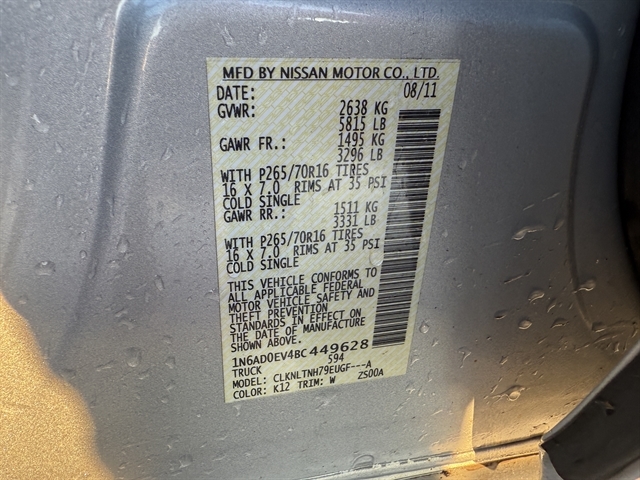 MFD BY NISSAN MOTOR CO., LTD.
DATE: 08/11
GVWR: 2638 KG
5815 LB
GAWR FR.: 1495 KG
3296 LB
WITH P265/70R16 TIRES
16 X 7.0 RIMS AT 35 PSI
COLD SINGLE
GAWR RR.: 1511 KG
3331 LB
WITH P265/70R16 TIRES
16 X 7.0 RIMS AT 35 PSI
COLD SINGLE
THIS VEHICLE CONFORMS TO
ALL APPLICABLE FEDERAL
MOTOR VEHICLE SAFETY AND
THEFT PREVENTION
STANDARDS IN EFFECT ON
THE DATE OF MANUFACTURE
SHOWN ABOVE.
1N6AD0EV4BC449628
TRUCK 594
MODEL: CLKNLTNH79EUGF---A
COLOR: K12 TRIM: W ZS00A